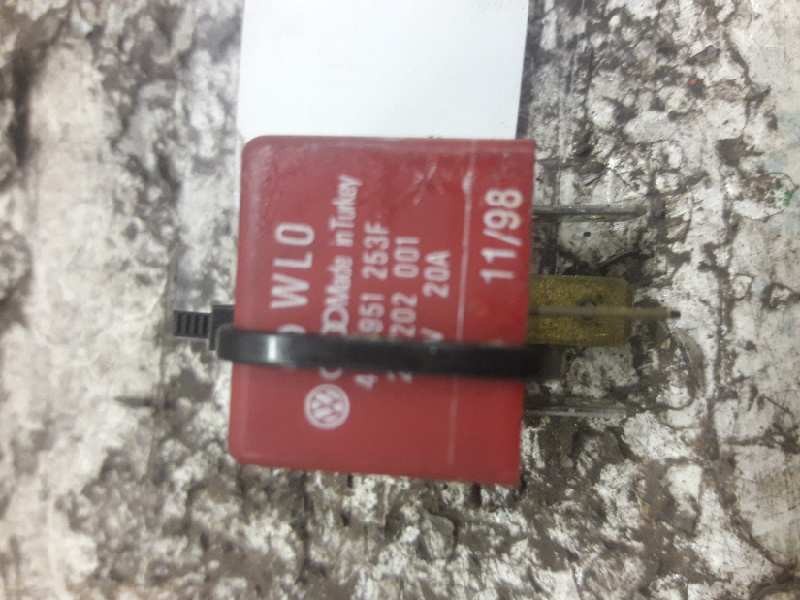 WLO
Made in Turkey
951 253F
202 001
V 20A
11/98